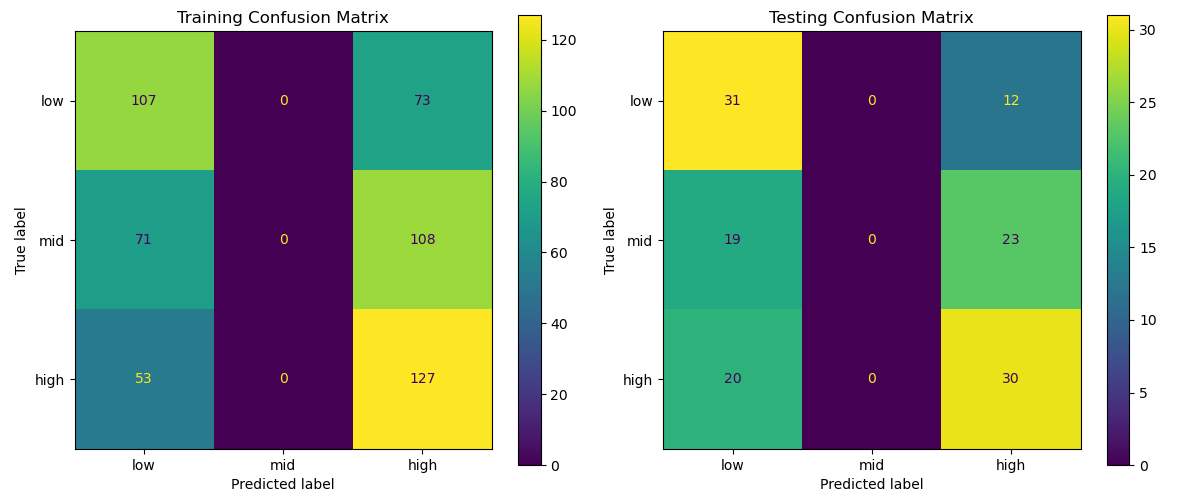 Training Confusion Matrix
low 107 0 73
mid 71 0 108
high 53 0 127
low mid high
Predicted label
True label
120
100
80
60
40
20
0
Testing Confusion Matrix
low 31 0 12
mid 19 0 23
high 20 0 30
low mid high
Predicted label
True label
30
25
20
15
10
5
0